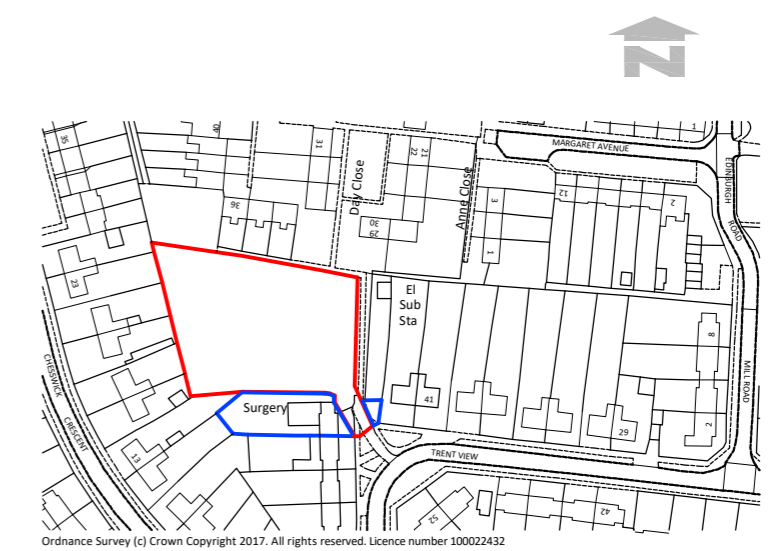 N
1
MARGARET AVENUE
EDINBURGH
ROAD
35
40
31
21
22
Day Close
Anne Close
3
12
2
36
30
29
1
23
El
Sub
Sta
8
CHESSWICK
CRESCENT
MILL ROAD
Surgery
41
29
2
13
TRENT VIEW
52
42
Ordnance Survey (c) Crown Copyright 2017. All rights reserved. Licence number 100022432